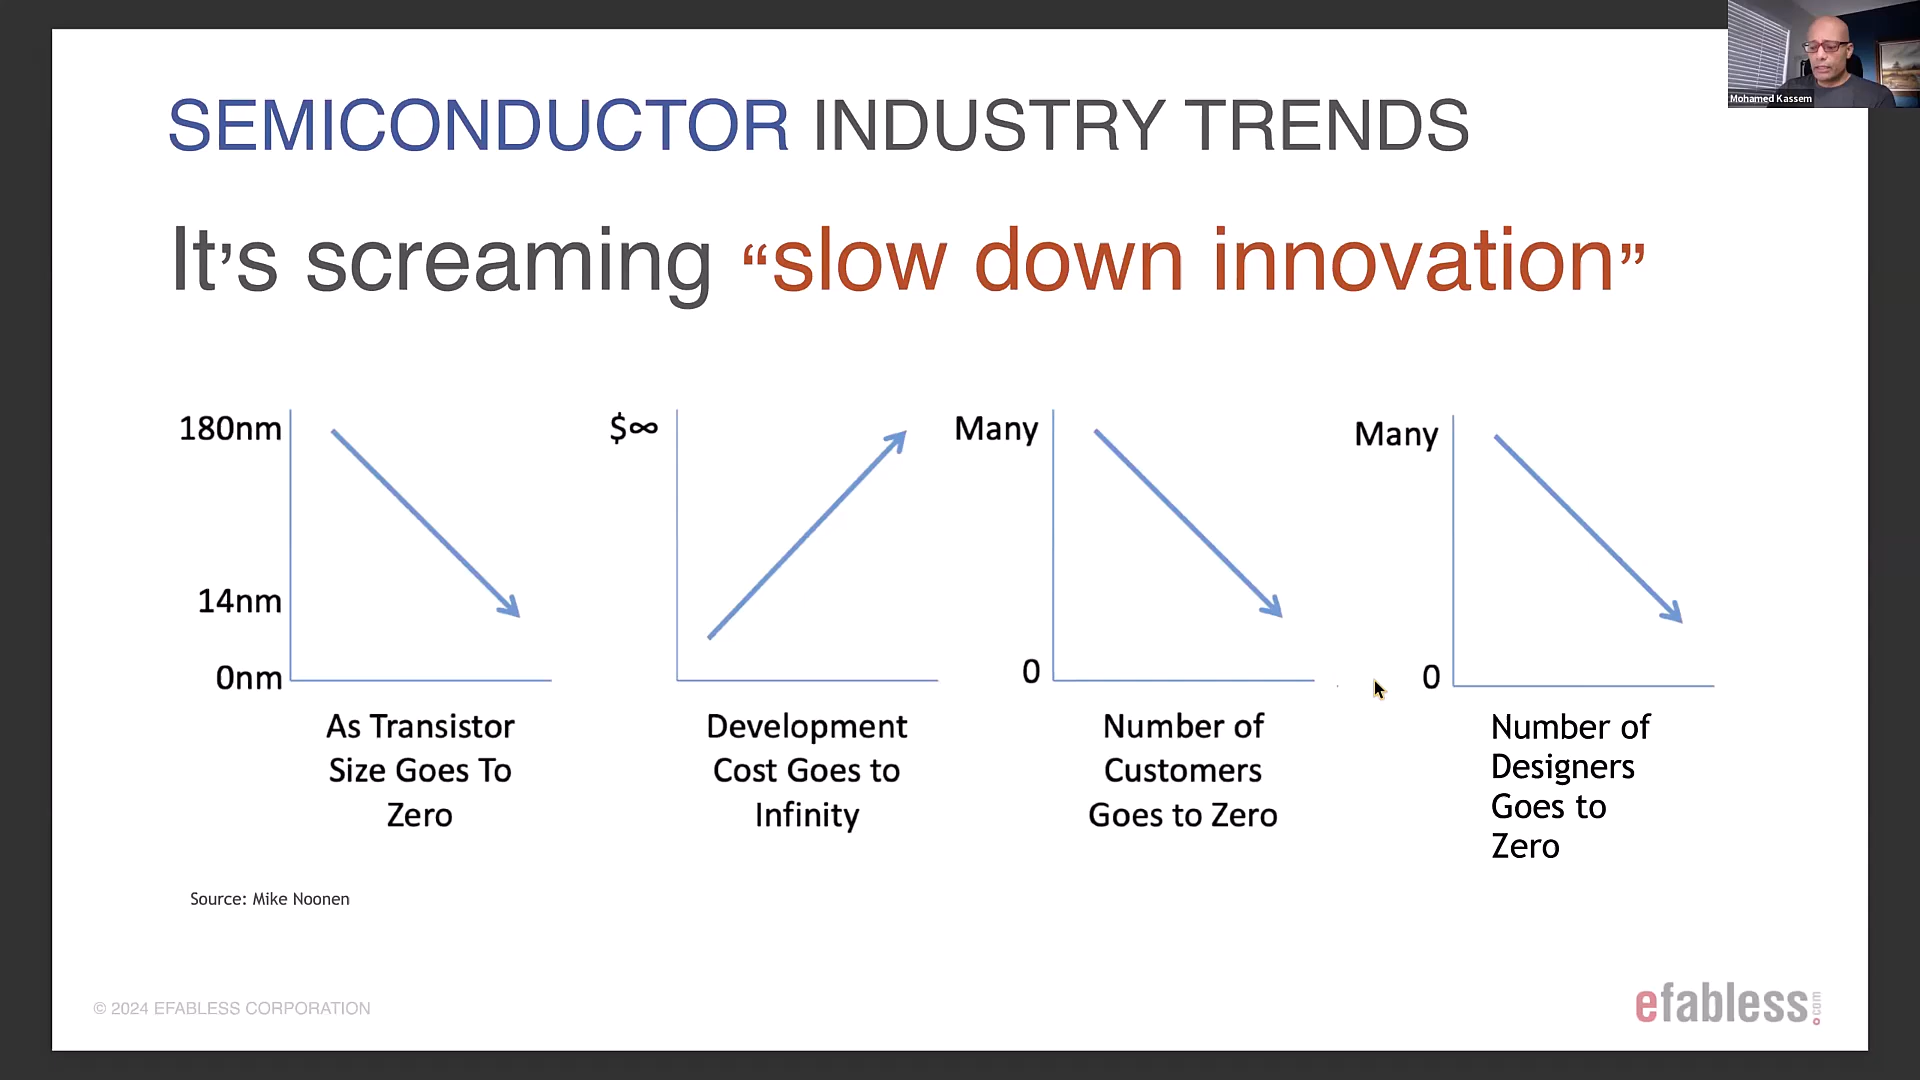 Mohamed Kassem
SEMICONDUCTOR INDUSTRY TRENDS
It's screaming “slow down innovation”
180nm
14nm
0nm
As Transistor
Size Goes To
Zero
$∞
Development
Cost Goes to
Infinity
Many
0
Number of
Customers
Goes to Zero
Many
0
Number of
Designers
Goes to
Zero
Source: Mike Noonen
© 2024 EFABLESS CORPORATION
efabless.com